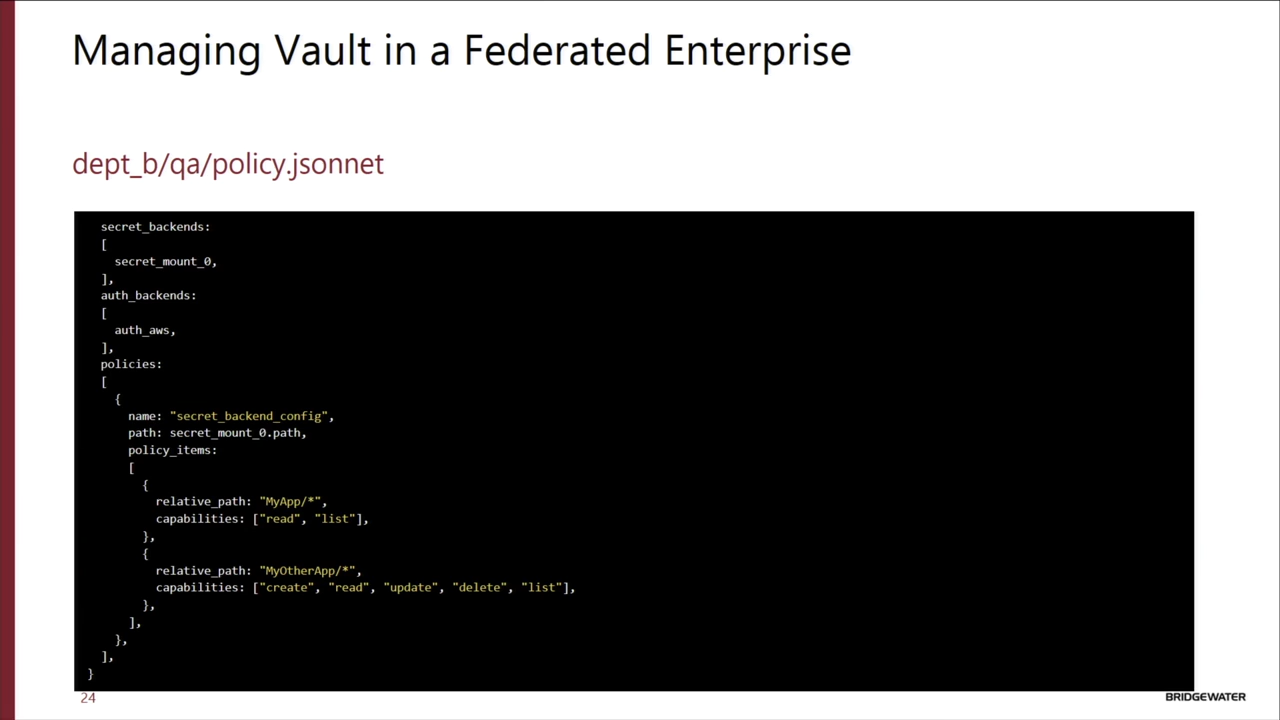 Managing Vault in a Federated Enterprise
dept_b/qa/policy.jsonnet
secret_backends:
[
secret_mount_0,
],
auth_backends:
[
auth_aws,
],
policies:
[
{
name: "secret_backend_config",
path: secret_mount_0.path,
policy_items:
[
{
relative_path: "MyApp/*",
capabilities: ["read", "list"],
},
{
relative_path: "MyOtherApp/*",
capabilities: ["create", "read", "update", "delete", "list"],
},
],
},
],
}
24
BRIDGEWATER